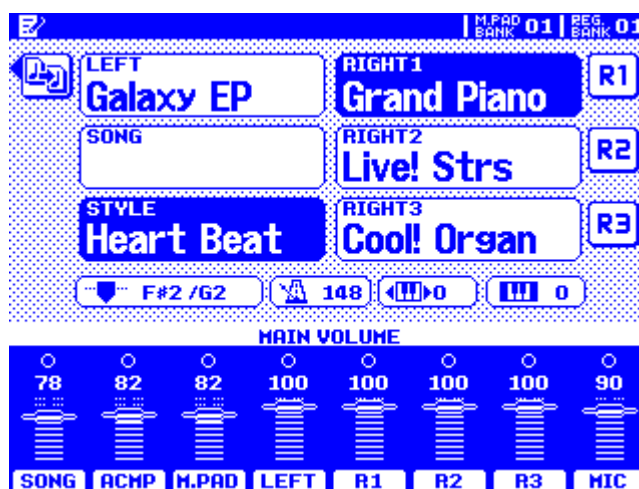 M.PAD BANK 01 REG. BANK 01
LEFT
Galaxy EP
RIGHT1
Grand Piano
R1
SONG
RIGHT2
Live! Strs
R2
STYLE
Heart Beat
RIGHT3
Cool! Organ
R3
F#2 /G2 148 0 0
MAIN VOLUME
78 82 82 100 100 100 100 90
SONG ACMP M.PAD LEFT R1 R2 R3 MIC